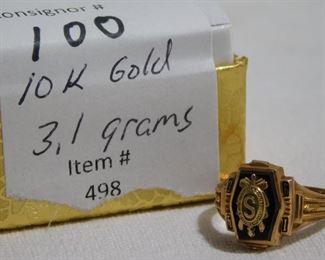 Consignor #
100
10K Gold
3.1 grams
Item #
498
S